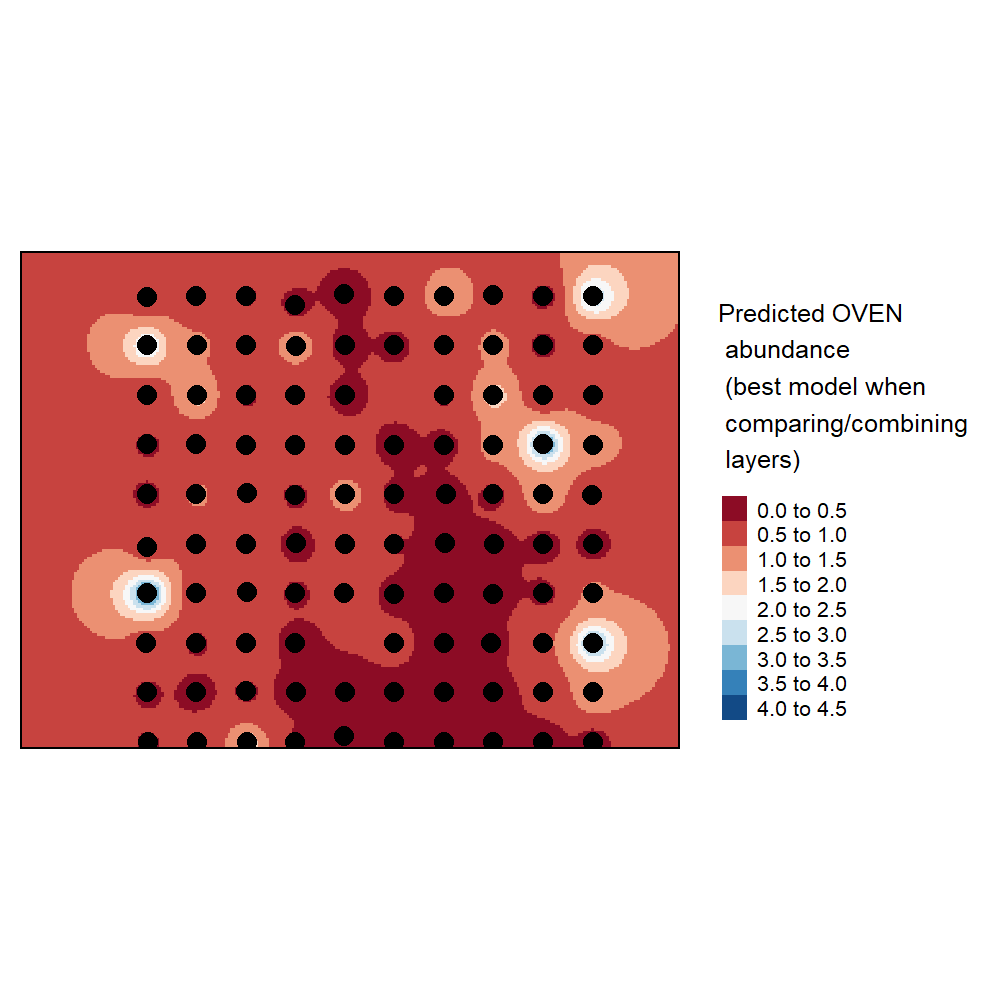 Predicted OVEN
abundance
(best model when
comparing/combining
layers)
0.0 to 0.5
0.5 to 1.0
1.0 to 1.5
1.5 to 2.0
2.0 to 2.5
2.5 to 3.0
3.0 to 3.5
3.5 to 4.0
4.0 to 4.5